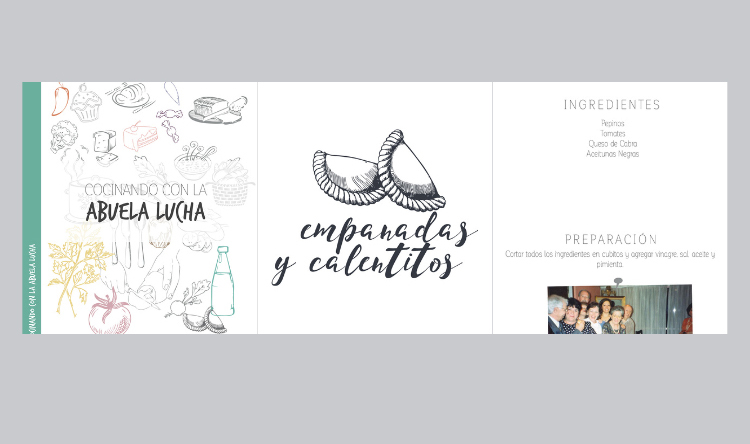 COCINANDO CON LA ABUELA LUCHA
COCINANDO CON LA
ABUELA LUCHA
empanadas
y calentitos
INGREDIENTES
Pepinos
Tomates
Queso de Cabra
Aceitunas Negras
PREPARACIÓN
Cortar todos los ingredientes en cubitos y agregar vinagre, sal, aceite y
pimienta.